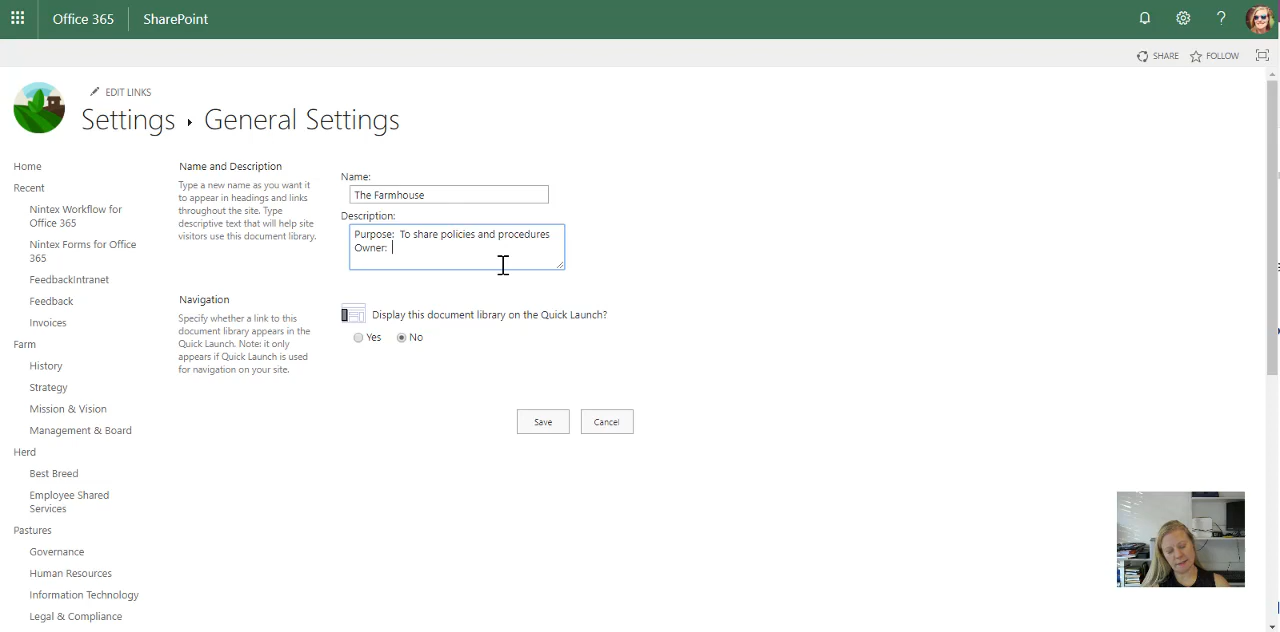 Office 365
SharePoint
?
SHARE
FOLLOW
EDIT LINKS
Settings ▸ General Settings
Home
Recent
Nintex Workflow for
Office 365
Nintex Forms for Office
365
FeedbackIntranet
Feedback
Invoices
Farm
History
Strategy
Mission & Vision
Management & Board
Herd
Best Breed
Employee Shared
Services
Pastures
Governance
Human Resources
Information Technology
Legal & Compliance
Name and Description
Type a new name as you want it
to appear in headings and links
throughout the site. Type
descriptive text that will help site
visitors use this document library.
Name:
The Farmhouse
Description:
Purpose: To share policies and procedures
Owner:
Navigation
Specify whether a link to this
document library appears in the
Quick Launch. Note: it only
appears if Quick Launch is used
for navigation on your site.
Display this document library on the Quick Launch?
Yes
No
Save
Cancel